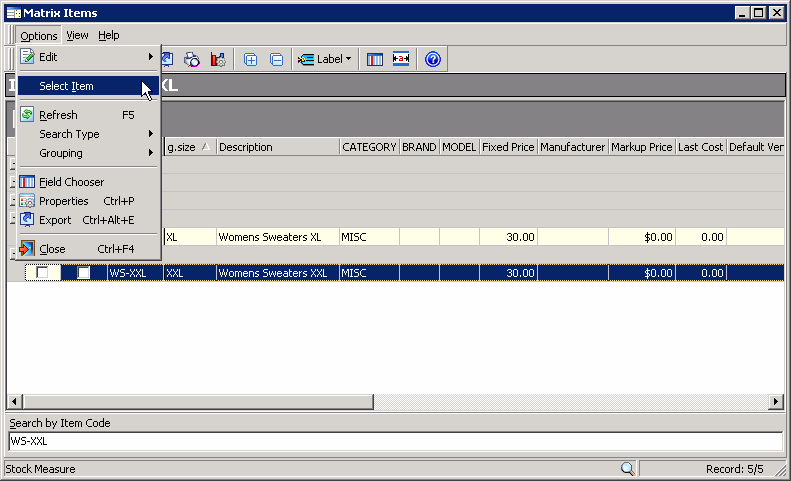 Matrix Items
Options View Help
Edit
Label
Select Item
XL
Refresh F5
Search Type
Grouping
g.size Description CATEGORY BRAND MODEL Fixed Price Manufacturer Markup Price Last Cost Default Ven
Field Chooser
Properties Ctrl+P
Export Ctrl+Alt+E
XL Womens Sweaters XL MISC 30.00 $0.00 0.00
Close Ctrl+F4
WS-XXL XXL Womens Sweaters XXL MISC 30.00 $0.00 0.00
Search by Item Code
WS-XXL
Stock Measure Record: 5/5